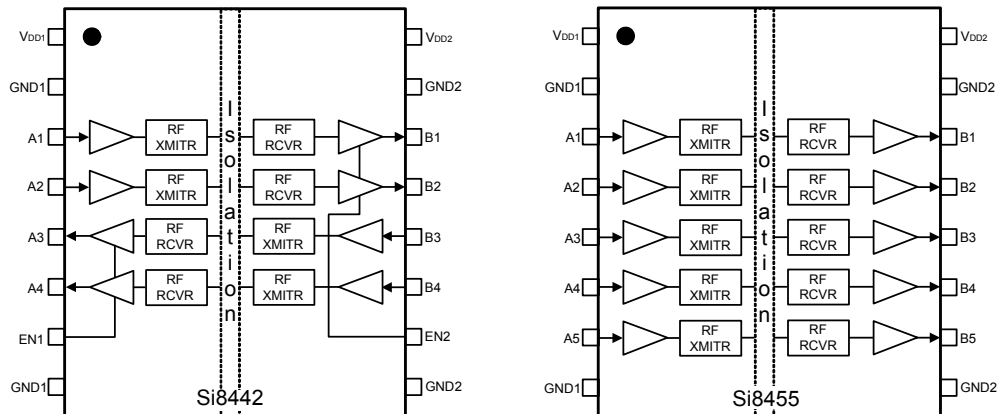 VDD1
VDD2
GND1
GND2
A1
RF XMITR
RF RCVR
B1
A2
RF XMITR
RF RCVR
B2
A3
RF RCVR
RF XMITR
B3
A4
RF RCVR
RF XMITR
B4
EN1
EN2
GND1
GND2
Isolation
Si8442
VDD1
VDD2
GND1
GND2
A1
RF XMITR
RF RCVR
B1
A2
RF XMITR
RF RCVR
B2
A3
RF XMITR
RF RCVR
B3
A4
RF XMITR
RF RCVR
B4
A5
RF XMITR
RF RCVR
B5
GND1
GND2
Isolation
Si8455